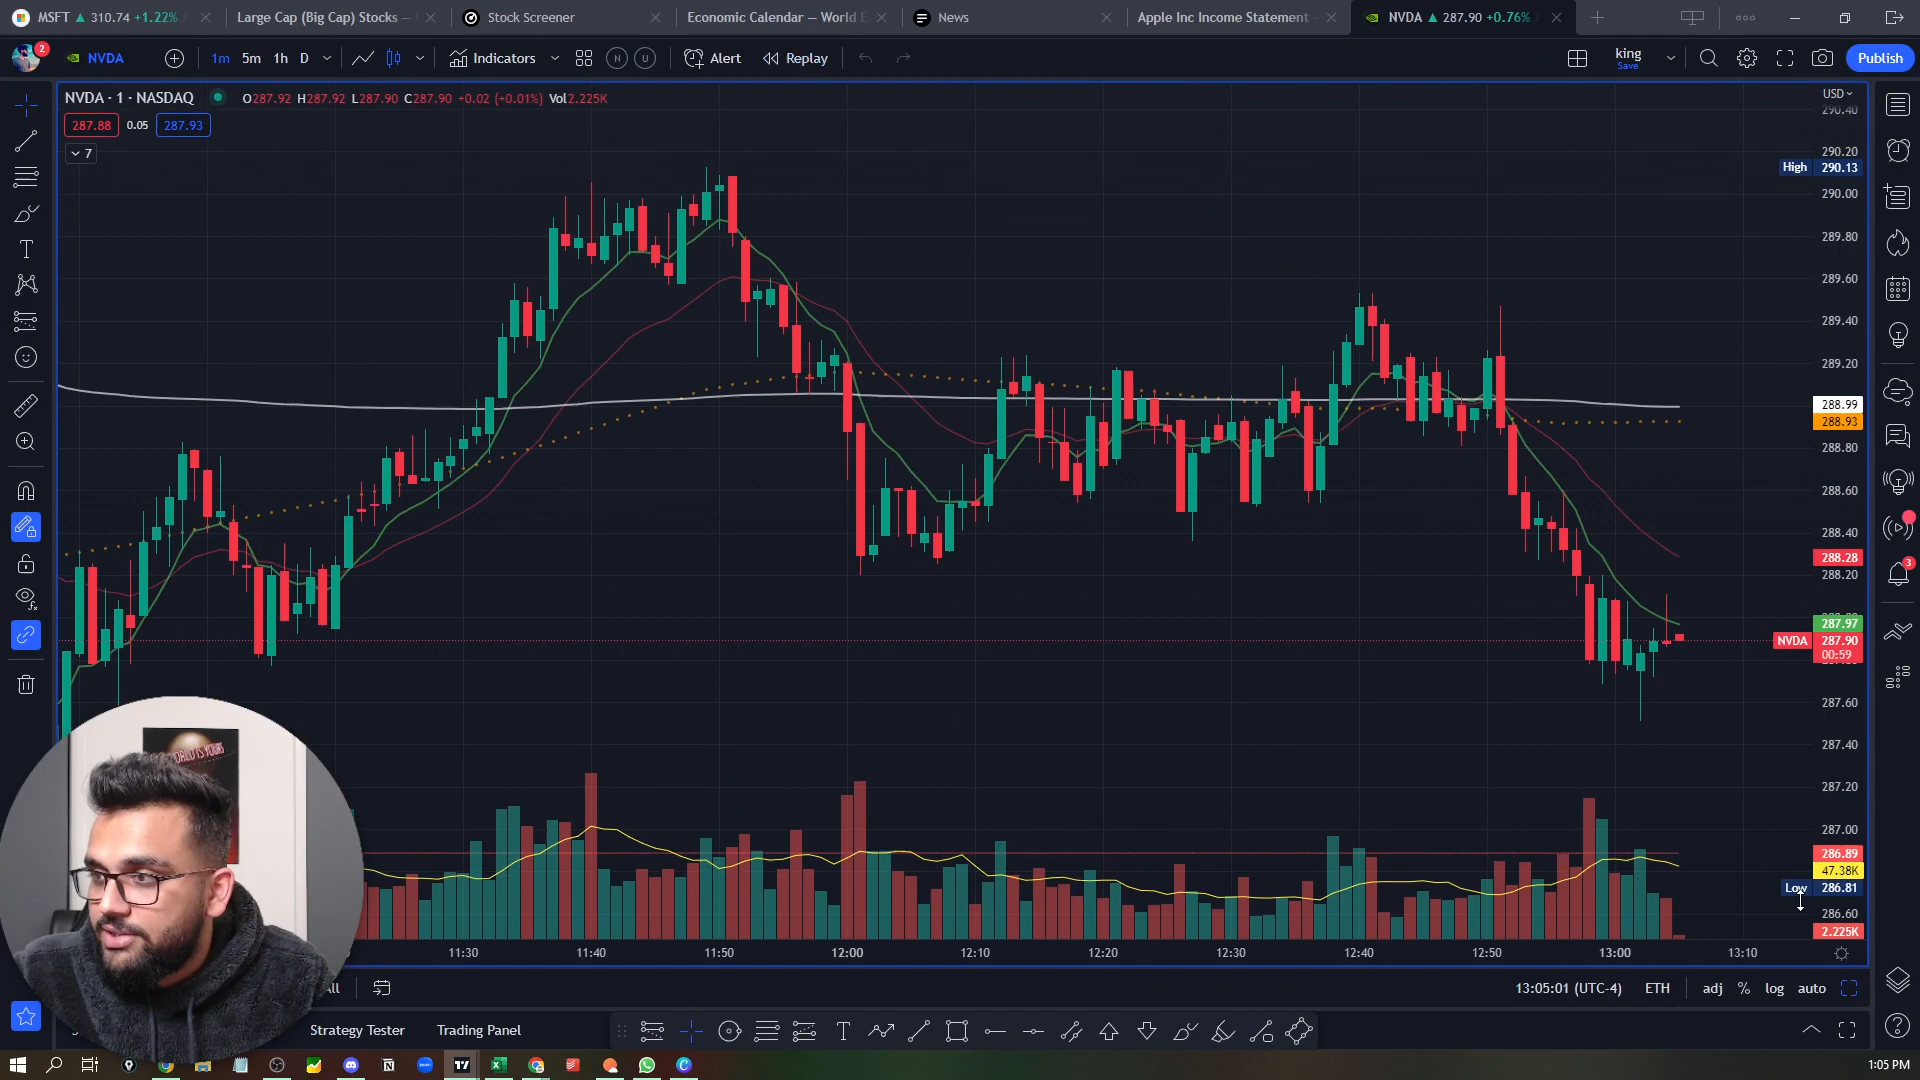 MSFT ▲ 310.74 +1.22%
Large Cap (Big Cap) Stocks —
Stock Screener
Economic Calendar — World E
News
Apple Inc Income Statement
NVDA ▲ 287.90 +0.76%
2
NVDA
1m 5m 1h D
Indicators
N U
Alert
Replay
king
Save
Publish
NVDA · 1 · NASDAQ
O287.92 H287.92 L287.90 C287.90 +0.02 (+0.01%) Vol2.225K
287.88 0.05 287.93
7
USD
290.40
290.20
High 290.13
290.00
289.80
289.60
289.40
289.20
288.99
288.93
288.80
288.60
288.40
288.28
288.20
287.97
NVDA 287.90
00:59
287.60
287.40
287.20
287.00
286.89
47.38K
Low 286.81
286.60
2.225K
3
WORLD IS YOURS
11:30 11:40 11:50 12:00 12:10 12:20 12:30 12:40 12:50 13:00 13:10
All
13:05:01 (UTC-4) ETH adj % log auto
Strategy Tester Trading Panel
1:05 PM